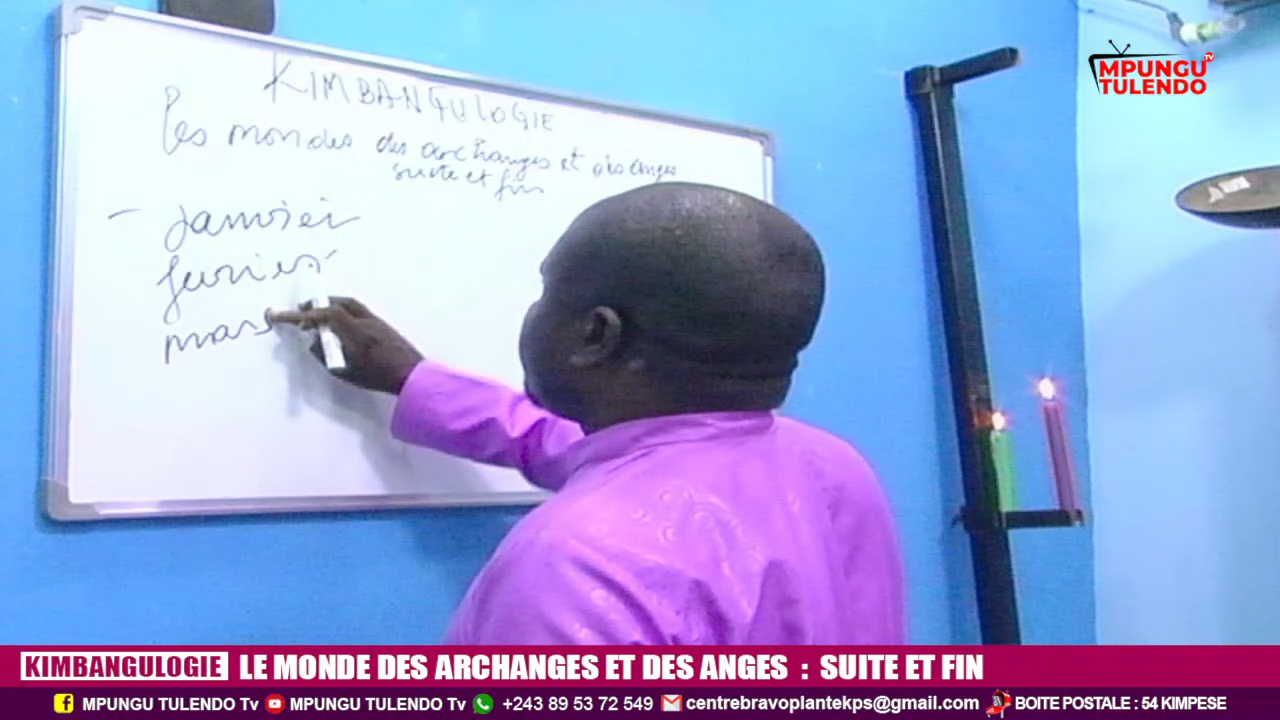 KIMBANGULOGIE
Les mondes des archanges et des anges
suite et fin
- Janvier
fevrier
mars
MPUNGU TV
TULENDO
KIMBANGULOGIE LE MONDE DES ARCHANGES ET DES ANGES : SUITE ET FIN
MPUNGU TULENDO Tv MPUNGU TULENDO Tv +243 89 53 72 549 centrebravoplantekps@gmail.com BOITE POSTALE : 54 KIMPESE